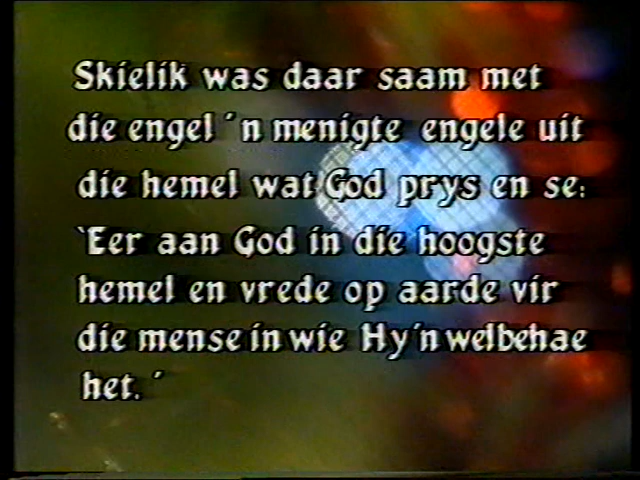 Skielik was daar saam met
die engel ´n menigte engele uit
die hemel wat God prys en se:
`Eer aan God in die hoogste
hemel en vrede op aarde vir
die mense in wie Hy´n welbehae
het.´